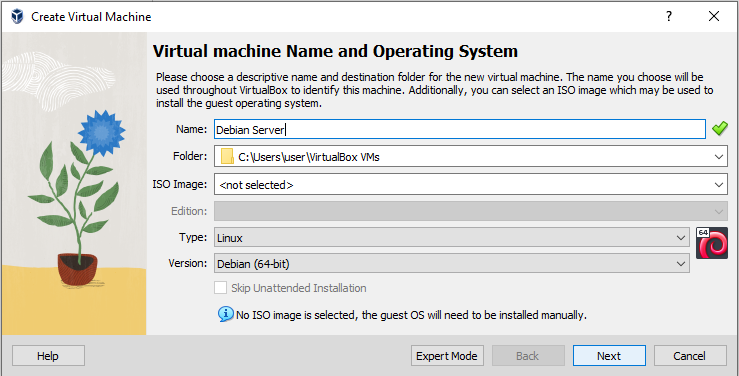 Create Virtual Machine
Virtual machine Name and Operating System
Please choose a descriptive name and destination folder for the new virtual machine. The name you choose will be
used throughout VirtualBox to identify this machine. Additionally, you can select an ISO image which may be used to
install the guest operating system.
Name: Debian Server
Folder: C:\Users\user\VirtualBox VMs
ISO Image: <not selected>
Edition:
Type: Linux
64
Version: Debian (64-bit)
Skip Unattended Installation
No ISO image is selected, the guest OS will need to be installed manually.
Help Expert Mode Back Next Cancel